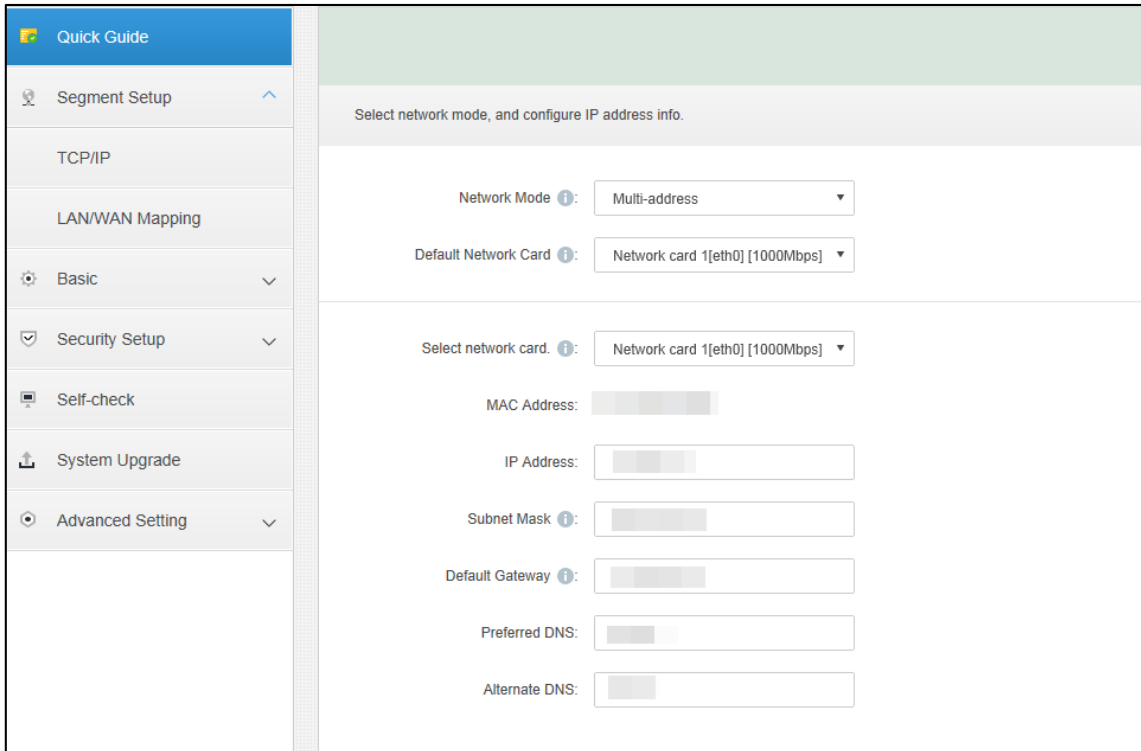 Quick Guide
Segment Setup
TCP/IP
LAN/WAN Mapping
Basic
Security Setup
Self-check
System Upgrade
Advanced Setting
Select network mode, and configure IP address info.
Network Mode :
Multi-address
Default Network Card :
Network card 1[eth0] [1000Mbps]
Select network card. :
Network card 1[eth0] [1000Mbps]
MAC Address:
IP Address:
Subnet Mask :
Default Gateway :
Preferred DNS:
Alternate DNS: